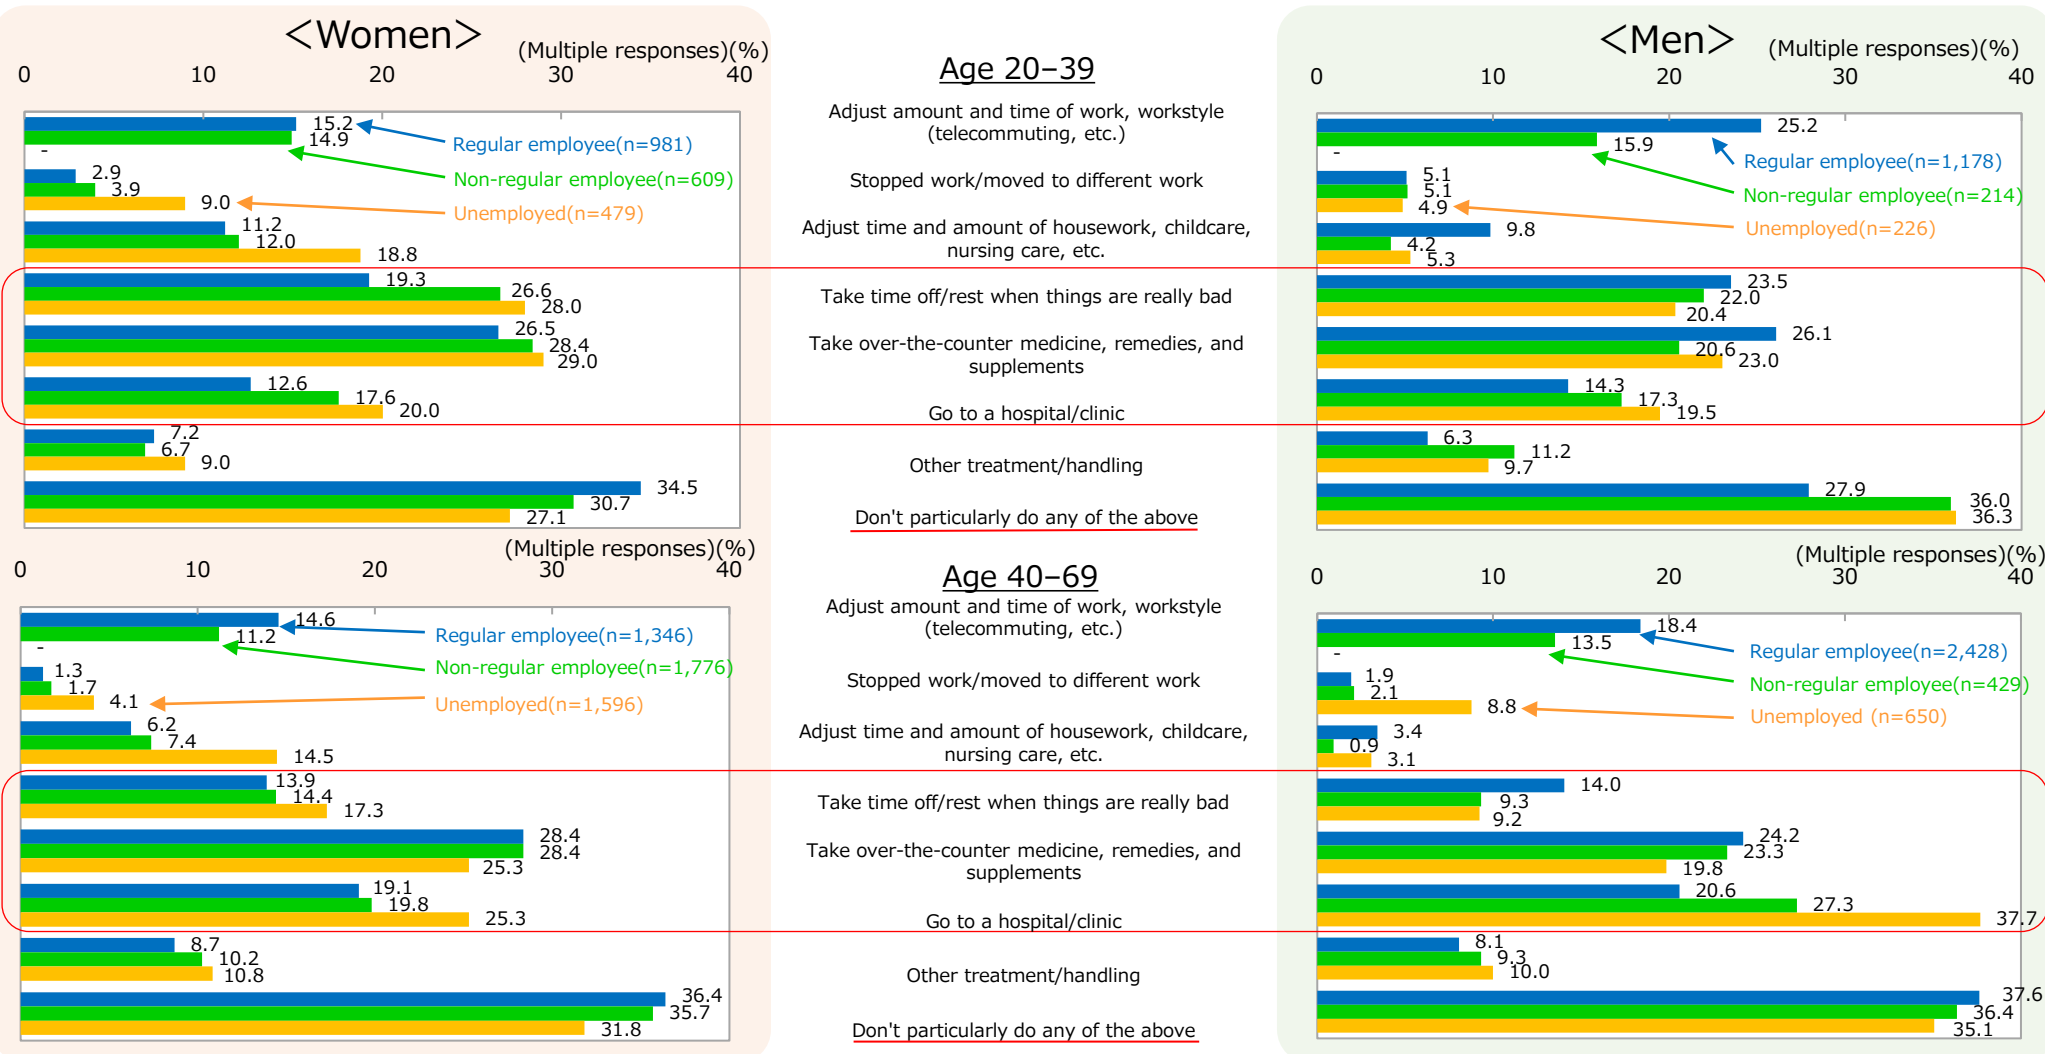 <Women>
(Multiple responses)(%)
0 10 20 30 40
15.2
14.9
-
Regular employee(n=981)
Non-regular employee(n=609)
Unemployed(n=479)
2.9
3.9
9.0
11.2
12.0
18.8
19.3
26.6
28.0
26.5
28.4
29.0
12.6
17.6
20.0
7.2
6.7
9.0
34.5
30.7
27.1
Age 20–39
Adjust amount and time of work, workstyle
(telecommuting, etc.)
Stopped work/moved to different work
Adjust time and amount of housework, childcare,
nursing care, etc.
Take time off/rest when things are really bad
Take over-the-counter medicine, remedies, and
supplements
Go to a hospital/clinic
Other treatment/handling
Don't particularly do any of the above
<Men>
(Multiple responses)(%)
0 10 20 30 40
25.2
15.9
-
Regular employee(n=1,178)
Non-regular employee(n=214)
Unemployed(n=226)
5.1
5.1
4.9
9.8
4.2
5.3
23.5
22.0
20.4
26.1
20.6
23.0
14.3
17.3
19.5
6.3
11.2
9.7
27.9
36.0
36.3
(Multiple responses)(%)
0 10 20 30 40
14.6
11.2
-
Regular employee(n=1,346)
Non-regular employee(n=1,776)
Unemployed(n=1,596)
1.3
1.7
4.1
6.2
7.4
14.5
13.9
14.4
17.3
28.4
28.4
25.3
19.1
19.8
25.3
8.7
10.2
10.8
36.4
35.7
31.8
Age 40–69
Adjust amount and time of work, workstyle
(telecommuting, etc.)
Stopped work/moved to different work
Adjust time and amount of housework, childcare,
nursing care, etc.
Take time off/rest when things are really bad
Take over-the-counter medicine, remedies, and
supplements
Go to a hospital/clinic
Other treatment/handling
Don't particularly do any of the above
(Multiple responses)(%)
0 10 20 30 40
18.4
13.5
-
Regular employee(n=2,428)
Non-regular employee(n=429)
Unemployed (n=650)
1.9
2.1
8.8
3.4
0.9
3.1
14.0
9.3
9.2
24.2
23.3
19.8
20.6
27.3
37.7
8.1
9.3
10.0
37.6
36.4
35.1